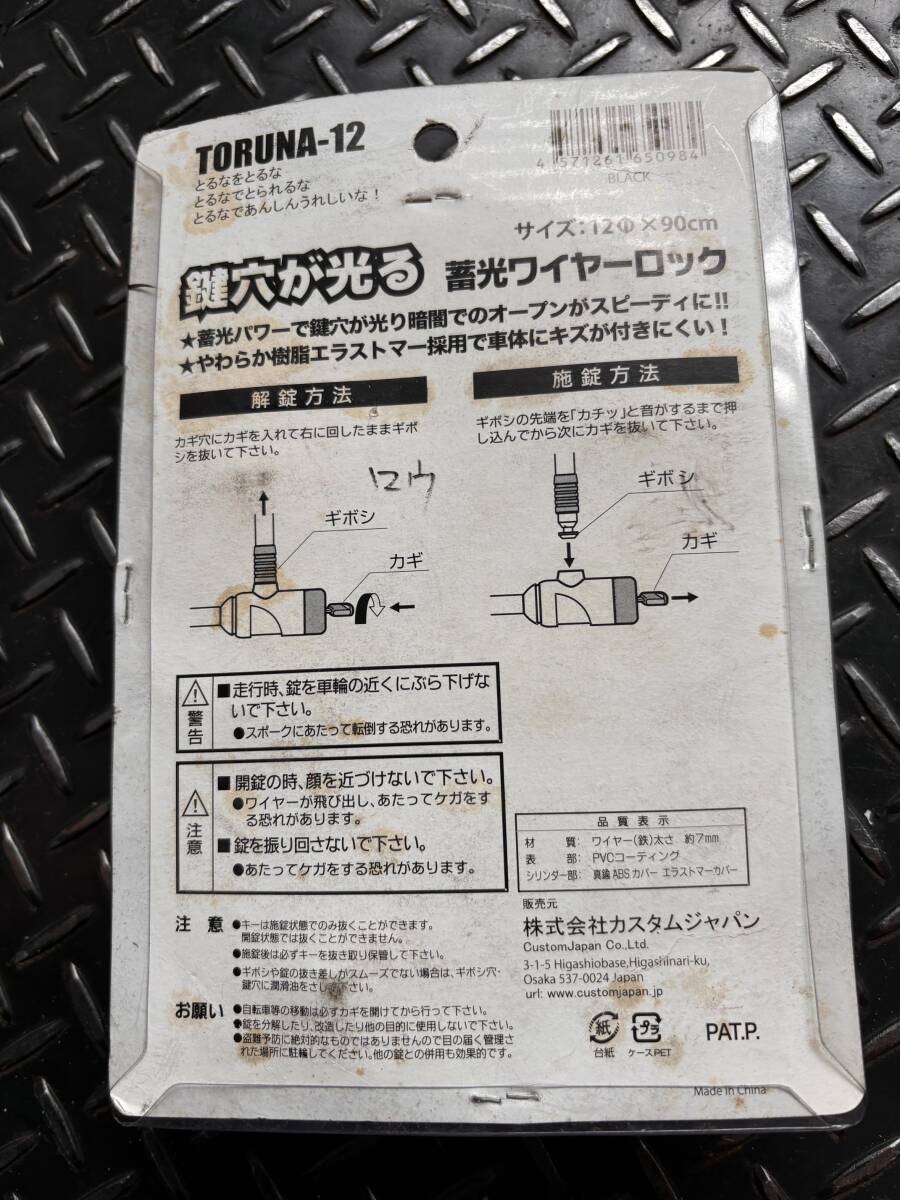 TORUNA-12
とるなをとるな
とるなでとられるな
とるなであんしんうれしいな!
4 571261 650984
BLACK
サイズ:12Φ×90cm
鍵穴が光る 蓄光ワイヤーロック
★蓄光パワーで鍵穴が光り暗闇でのオープンがスピーディに!!
★やわらか樹脂エラストマー採用で車体にキズが付きにくい!
解錠方法
カギ穴にカギを入れて右に回したままギボ
シを抜いて下さい。
ギボシ
カギ
施錠方法
ギボシの先端を「カチッ」と音がするまで押
し込んでから次にカギを抜いて下さい。
ギボシ
カギ
警告
■走行時、錠を車輪の近くにぶら下げな
いで下さい。
●スポークにあたって転倒する恐れがあります。
注意
■開錠の時、顔を近づけないで下さい。
●ワイヤーが飛び出し、あたってケガをす
る恐れがあります。
■錠を振り回さないで下さい。
●あたってケガをする恐れがあります。
品質表示
材質: ワイヤー(鉄)太さ 約7mm
表部: PVCコーティング
シリンダー部: 真鍮 ABSカバー エラストマーカバー
注意 ●キーは施錠状態でのみ抜くことができます。
開錠状態では抜くことができません。
●施錠後は必ずキーを抜き取り保管して下さい。
●ギボシや錠の抜き差しがスムーズでない場合は、ギボシ穴・
鍵穴に潤滑油をさして下さい。
お願い ●自転車等の移動は必ずカギを開けてから行って下さい。
●錠を分解したり、改造したり他の目的に使用しないで下さい。
●盗難予防に絶対的なものではありませんので目の届く管理さ
れた場所に駐輪してください。他の錠との併用も効果的です。
販売元
株式会社カスタムジャパン
CustomJapan Co.,Ltd.
3-1-5 Higashiobase,Higashinari-ku,
Osaka 537-0024 Japan
url: www.customjapan.jp
紙
台紙
プラ
ケースPET
PAT.P.
Made in China